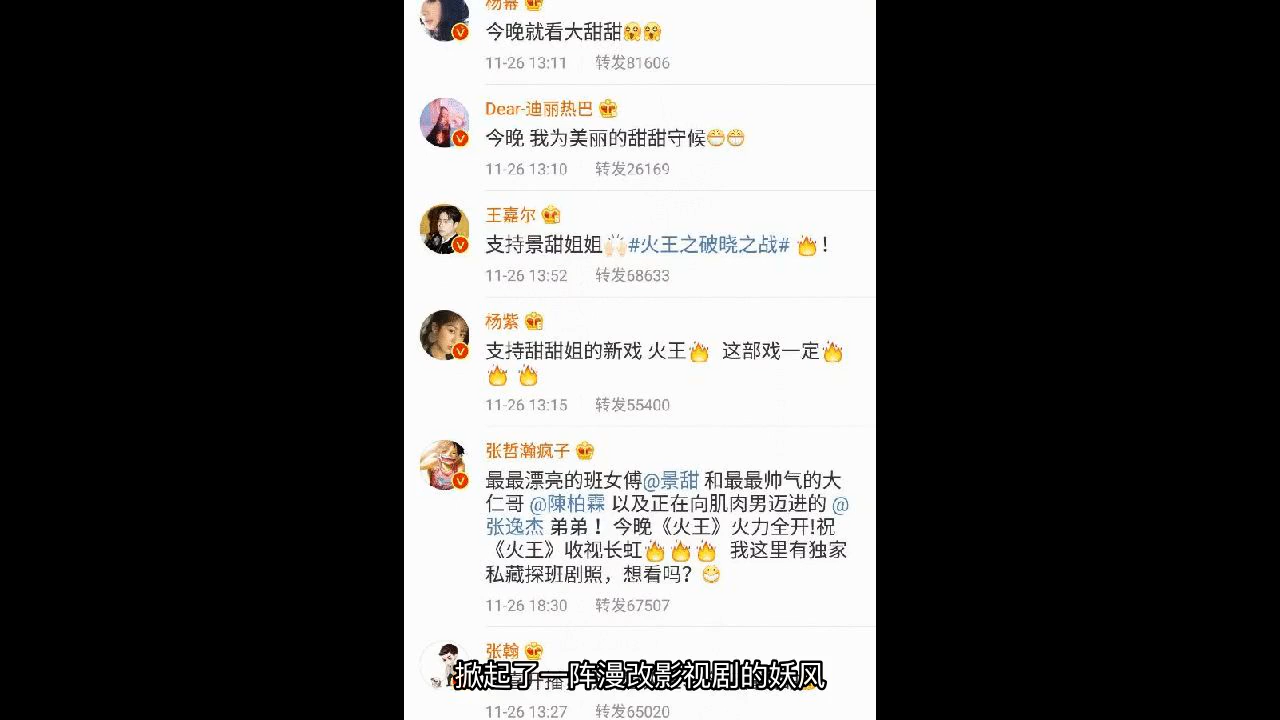 杨幂
今晚就看大甜甜
11-26 13:11 转发81606
Dear-迪丽热巴
今晚 我为美丽的甜甜守候
11-26 13:10 转发26169
王嘉尔
支持景甜姐姐🙌🏻#火王之破晓之战# 🔥！
11-26 13:52 转发68633
杨紫
支持甜甜姐的新戏 火王🔥 这部戏一定🔥
🔥 🔥
11-26 13:15 转发55400
张哲瀚疯子
最最漂亮的班女傅@景甜 和最最帅气的大
仁哥 @陳柏霖 以及正在向肌肉男迈进的 @
张逸杰 弟弟！今晚《火王》火力全开!祝
《火王》收视长虹🔥🔥🔥 我这里有独家
私藏探班剧照，想看吗？😁
11-26 18:30 转发67507
张翰
掀起了一阵漫改影视剧的妖风
11-26 13:27 转发65020